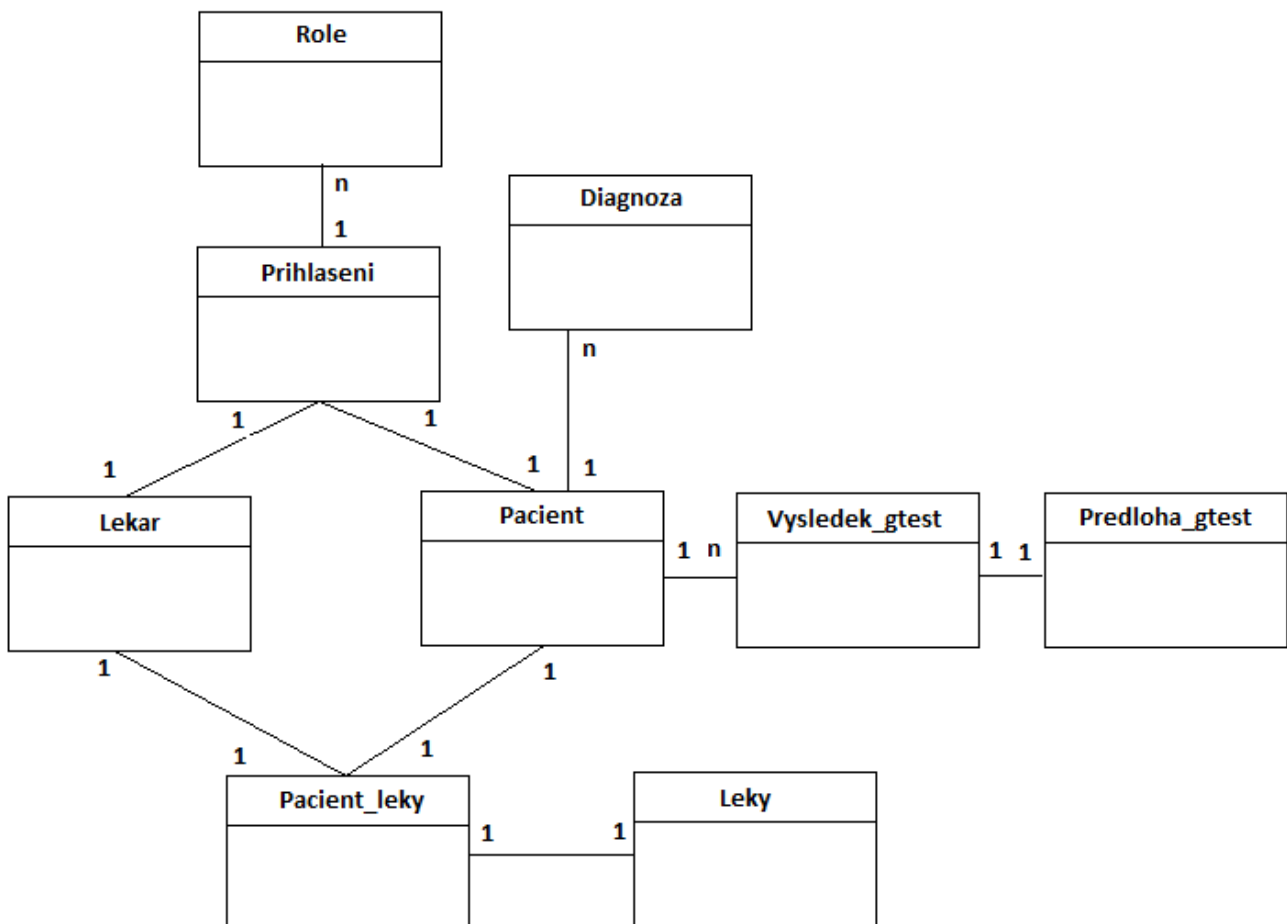 Role
n
1
Diagnoza
Prihlaseni
n
1 1
1 1 1
Lekar
Pacient
Vysledek_gtest
Predloha_gtest
1 n
1 1
1
1
1
1
Pacient_leky
Leky
1 1